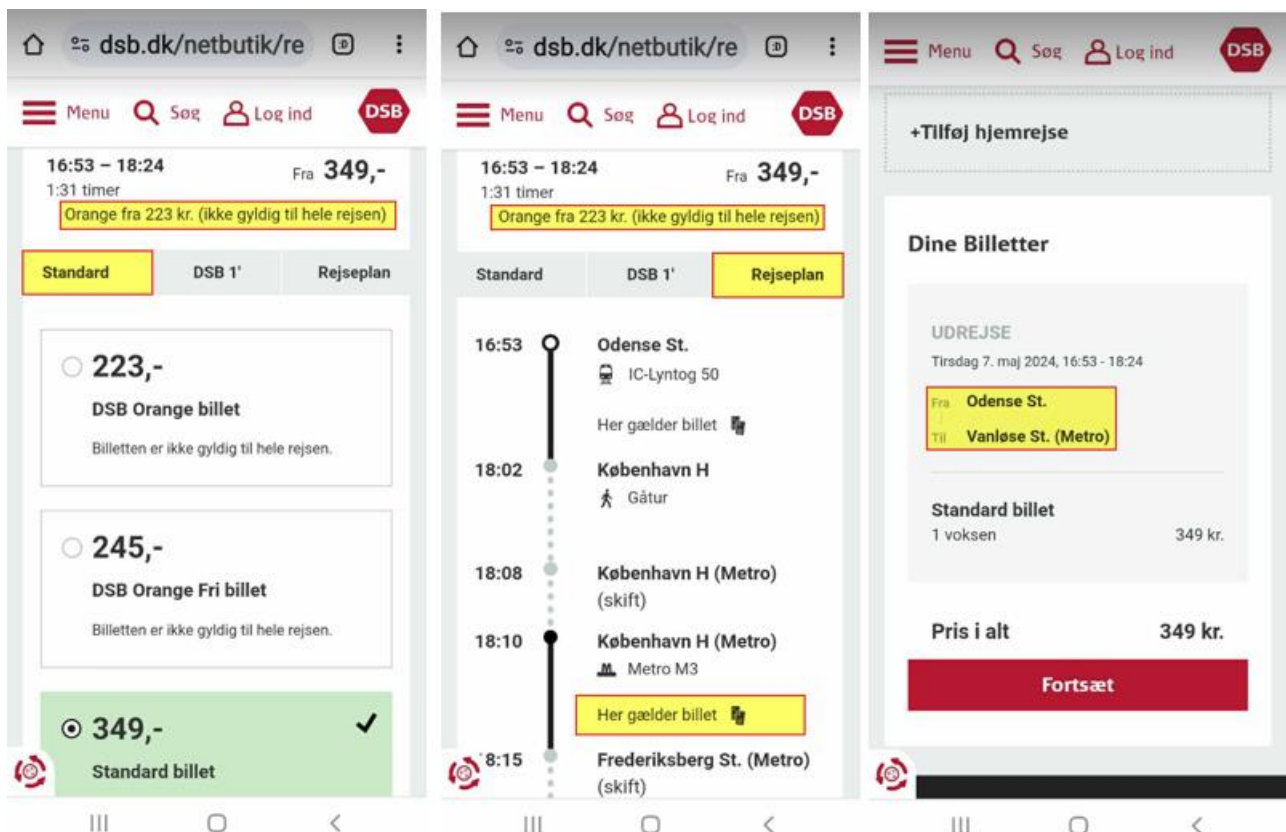 dsb.dk/netbutik/re
Menu Søg Log ind DSB
16:53 – 18:24 Fra 349,-
1:31 timer
Orange fra 223 kr. (ikke gyldig til hele rejsen)
Standard DSB 1' Rejseplan
223,-
DSB Orange billet
Billetten er ikke gyldig til hele rejsen.
245,-
DSB Orange Fri billet
Billetten er ikke gyldig til hele rejsen.
349,-
Standard billet
dsb.dk/netbutik/re
Menu Søg Log ind DSB
16:53 – 18:24 Fra 349,-
1:31 timer
Orange fra 223 kr. (ikke gyldig til hele rejsen)
Standard DSB 1' Rejseplan
16:53 Odense St.
IC-Lyntog 50
Her gælder billet
18:02 København H
Gåtur
18:08 København H (Metro)
(skift)
18:10 København H (Metro)
Metro M3
Her gælder billet
8:15 Frederiksberg St. (Metro)
(skift)
Menu Søg Log ind DSB
+Tilføj hjemrejse
Dine Billetter
UDREJSE
Tirsdag 7. maj 2024, 16:53 - 18:24
Fra Odense St.
Til Vanløse St. (Metro)
Standard billet
1 voksen 349 kr.
Pris i alt 349 kr.
Fortsæt